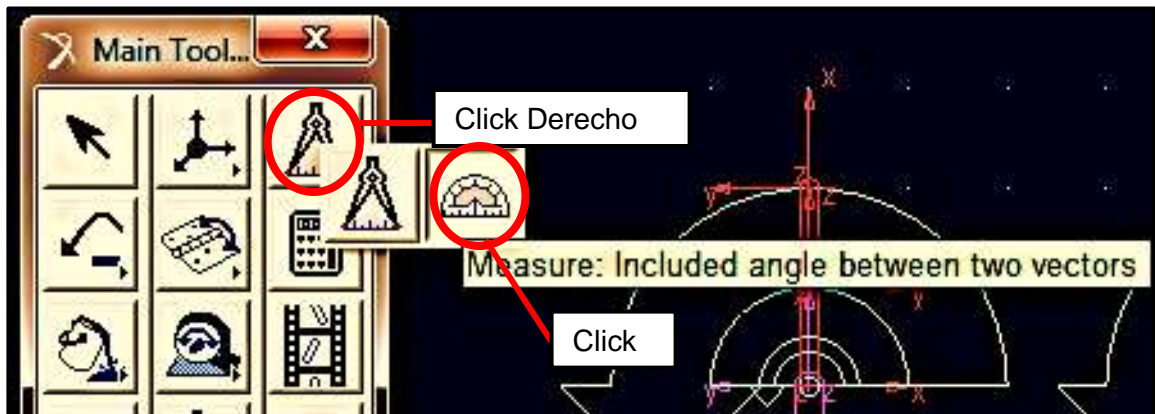 Main Tool...
X
Click Derecho
Measure: Included angle between two vectors
Click
x
y
z
y
y
x